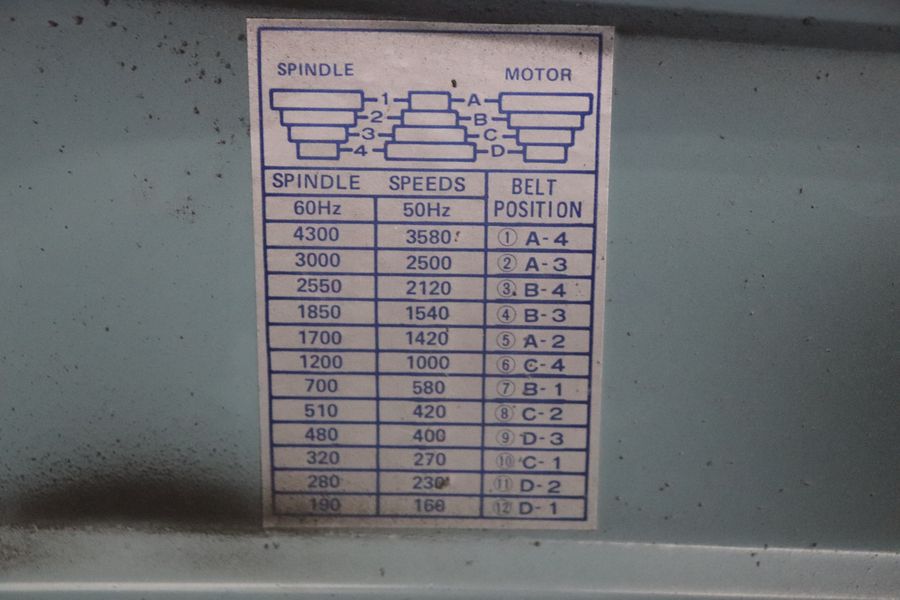 SPINDLE MOTOR
1 A
2 B
3 C
4 D
SPINDLE SPEEDS BELT POSITION
60Hz 50Hz
4300 3580 ① A-4
3000 2500 ② A-3
2550 2120 ③ B-4
1850 1540 ④ B-3
1700 1420 ⑤ A-2
1200 1000 ⑥ C-4
700 580 ⑦ B-1
510 420 ⑧ C-2
480 400 ⑨ D-3
320 270 ⑩ C-1
280 230 ⑪ D-2
190 160 ⑫ D-1